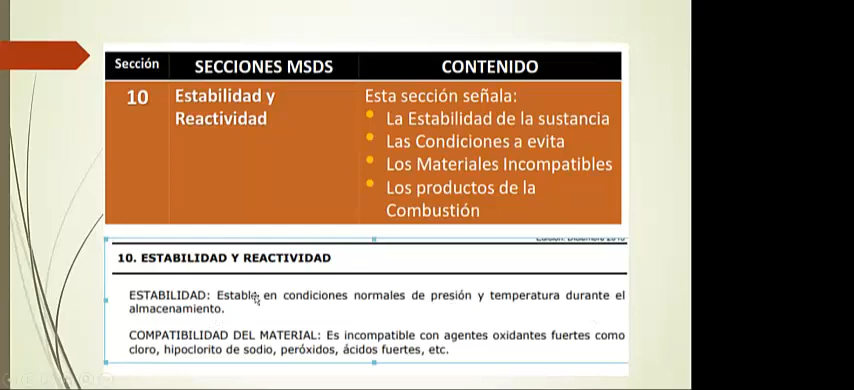 Sección SECCIONES MSDS CONTENIDO
10 Estabilidad y Reactividad
Esta sección señala:
La Estabilidad de la sustancia
Las Condiciones a evita
Los Materiales Incompatibles
Los productos de la
Combustión
10. ESTABILIDAD Y REACTIVIDAD
ESTABILIDAD: Estable en condiciones normales de presión y temperatura durante el
almacenamiento.
COMPATIBILIDAD DEL MATERIAL: Es incompatible con agentes oxidantes fuertes como
cloro, hipoclorito de sodio, peróxidos, ácidos fuertes, etc.